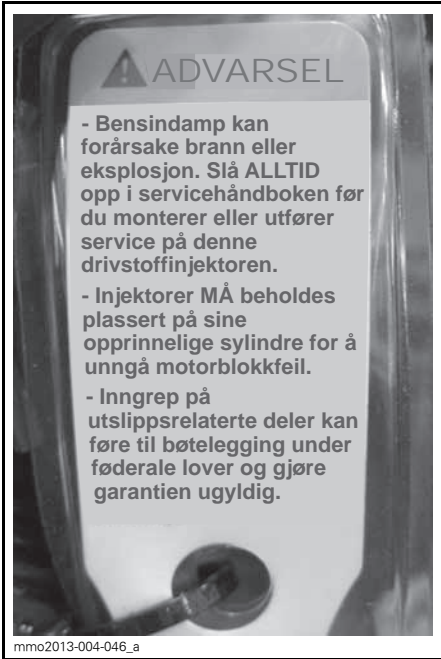 ADVARSEL
- Bensindamp kan
forårsake brann eller
eksplosjon. Slå ALLTID
opp i servicehåndboken før
du monterer eller utfører
service på denne
drivstoffinjektoren.
- Injektorer MÅ beholdes
plassert på sine
opprinnelige sylindre for å
unngå motorblokkfeil.
- Inngrep på
utslippsrelaterte deler kan
føre til bøtelegging under
føderale lover og gjøre
garantien ugyldig.
mmo2013-004-046_a